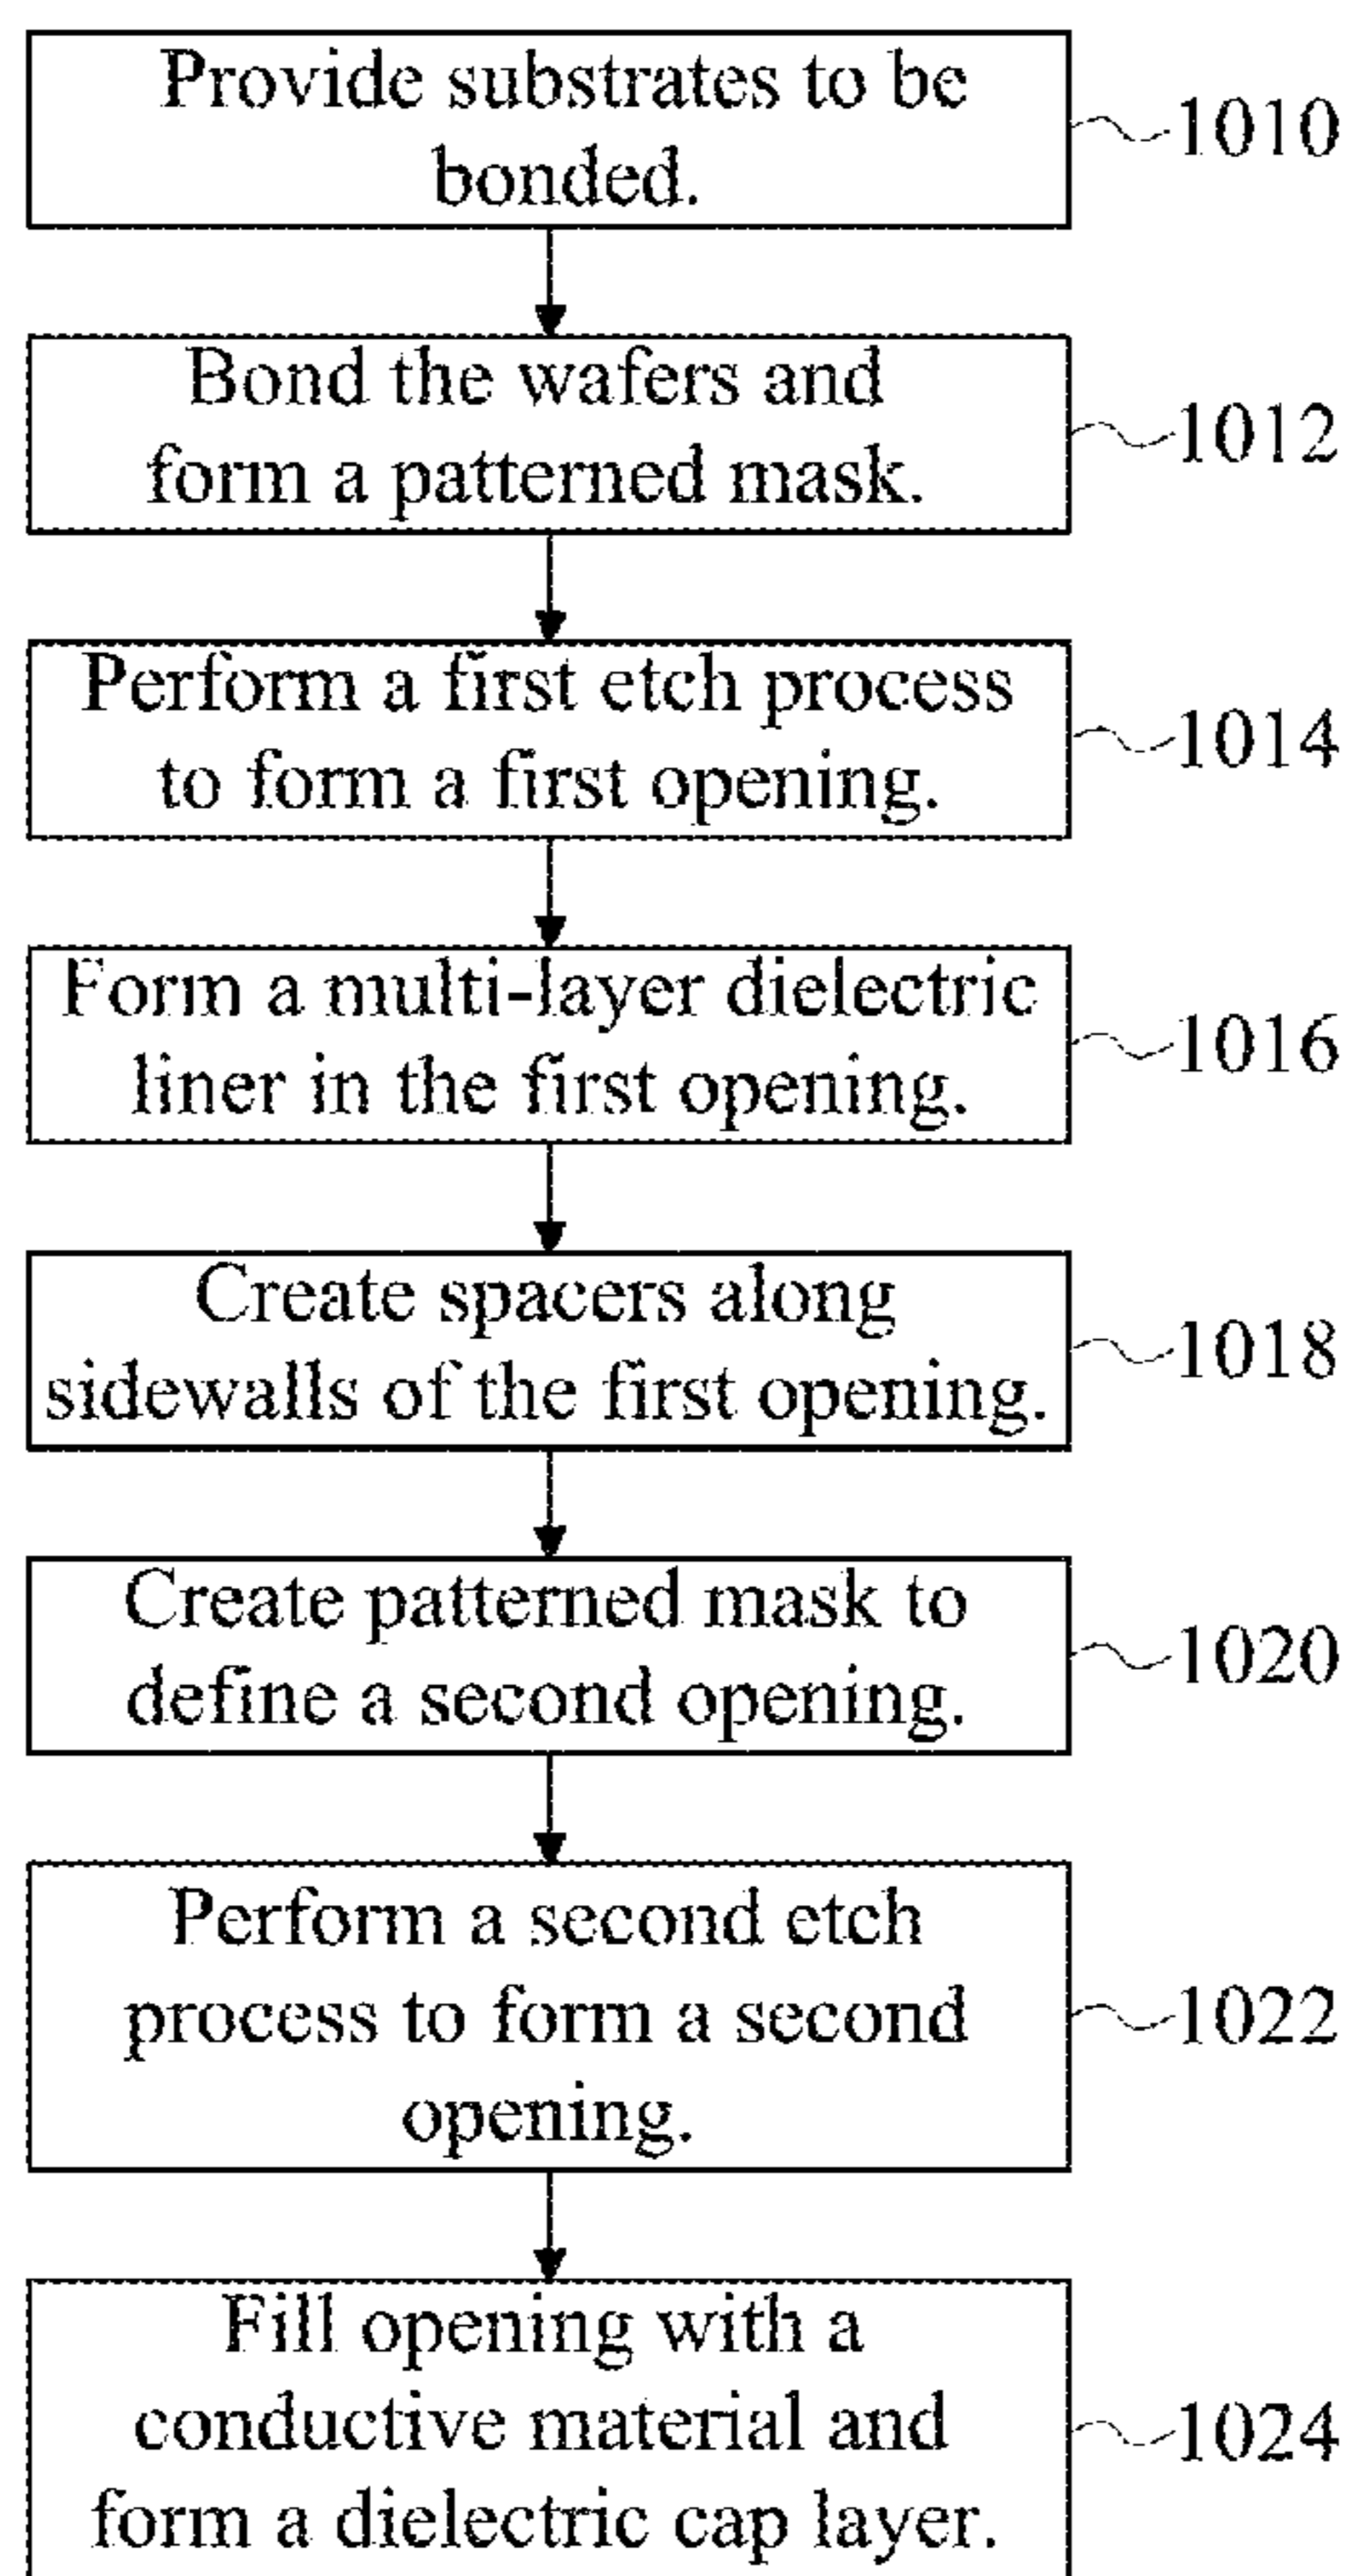 Provide substrates to be
bonded.
1010
Bond the wafers and
form a patterned mask.
1012
Perform a first etch process
to form a first opening.
1014
Form a multi-layer dielectric
liner in the first opening.
1016
Create spacers along
sidewalls of the first opening.
1018
Create patterned mask to
define a second opening.
1020
Perform a second etch
process to form a second
opening.
1022
Fill opening with a
conductive material and
form a dielectric cap layer.
1024